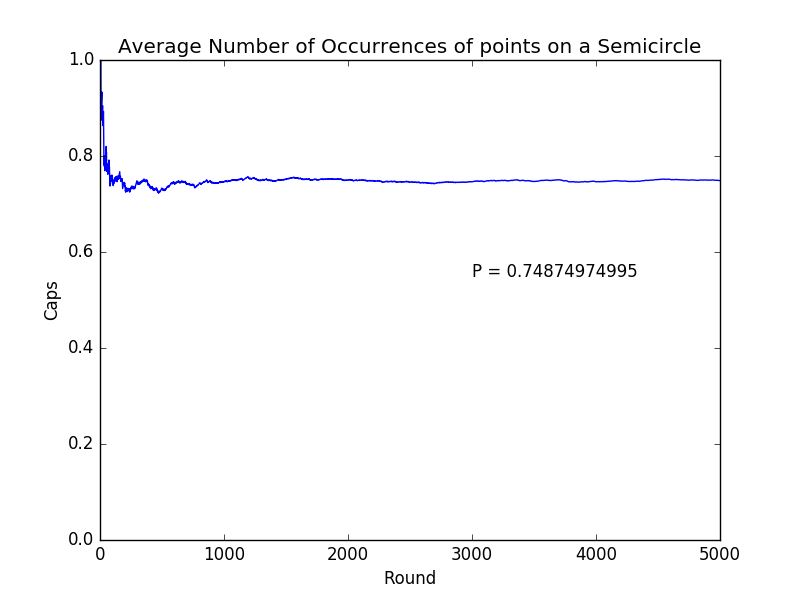 Average Number of Occurrences of points on a Semicircle
1.0
0.8
0.6
0.4
0.2
0.0
Caps
P = 0.74874974995
0 1000 2000 3000 4000 5000
Round